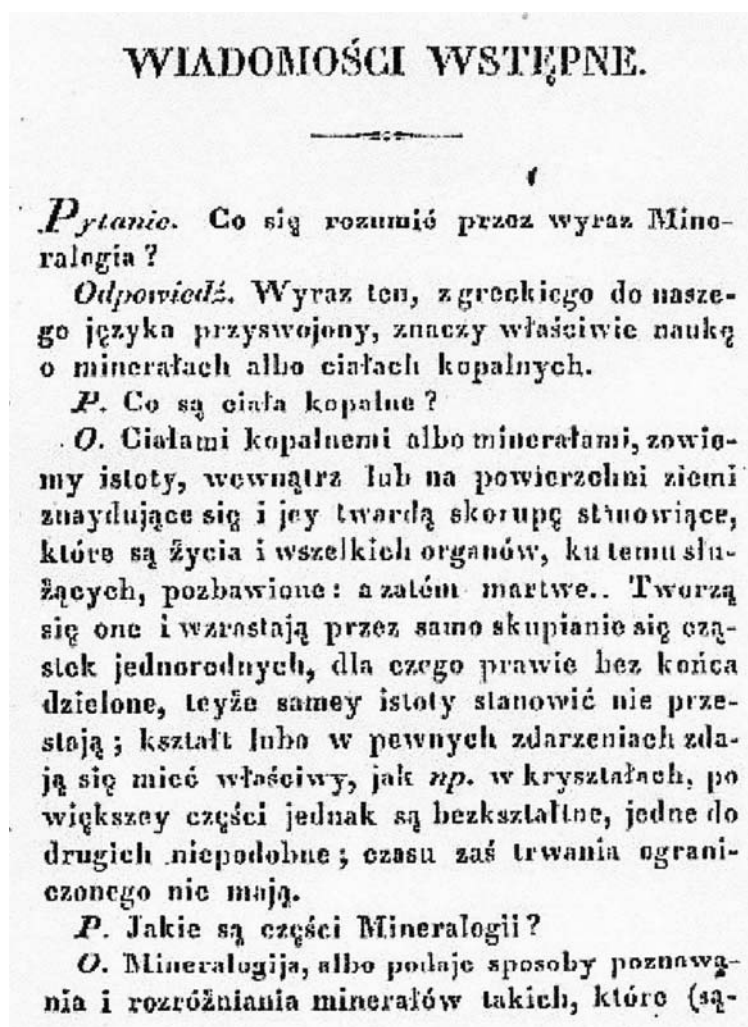 WIADOMOŚCI WSTĘPNE.
Pytanie. Co się rozumić przez wyraz Mine-
ralogia?
Odpowiedź. Wyraz ten, z greckiego do nasze-
go języka przyswojony, znaczy właściwie naukę
o minerałach albo ciałach kopalnych.
P. Co są ciała kopalne?
O. Ciałami kopalnemi albo minerałami, zowie-
my istoty, wewnątrz lub na powierzchni ziemi
znaydujące się i jey twardą skorupę stanowiące,
które są życia i wszelkich organów, ku temu słu-
żących, pozbawione: a zatém martwe.. Tworzą
się one i wzrastają przez samo skupianie się czą-
stek jednorodnych, dla czego prawie bez końca
dzielone, teyże samey istoty stanowić nie prze-
stają; kształt lubo w pewnych zdarzeniach zda-
ją się mieć właściwy, jak np. w kryształach, po
większey części jednak są bezkształtne, jedne do
drugich niepodobne; czasu zaś trwania ograni-
czonego nie mają.
P. Jakie są części Mineralogii?
O. Mineralogija, albo podaje sposoby poznawa-
nia i rozróżniania minerałów takich, które (są-